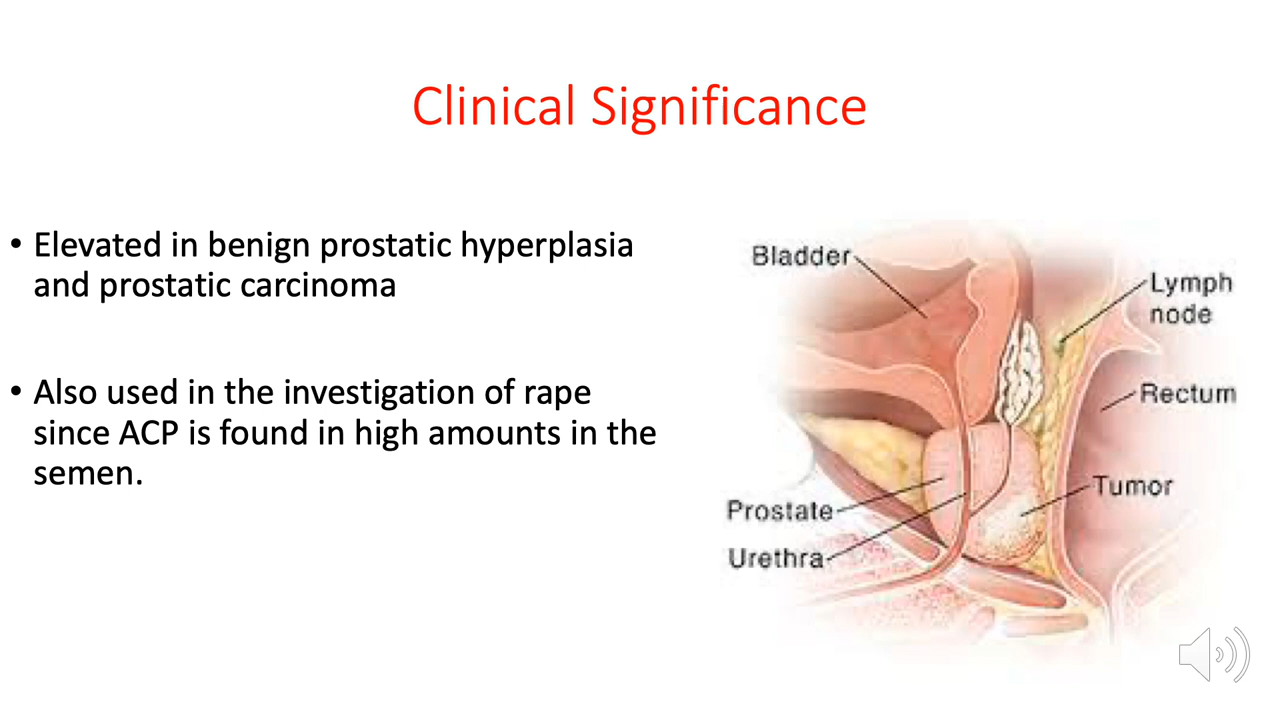 Clinical Significance
• Elevated in benign prostatic hyperplasia
and prostatic carcinoma
• Also used in the investigation of rape
since ACP is found in high amounts in the
semen.
Bladder
Lymph
node
Rectum
Tumor
Prostate
Urethra